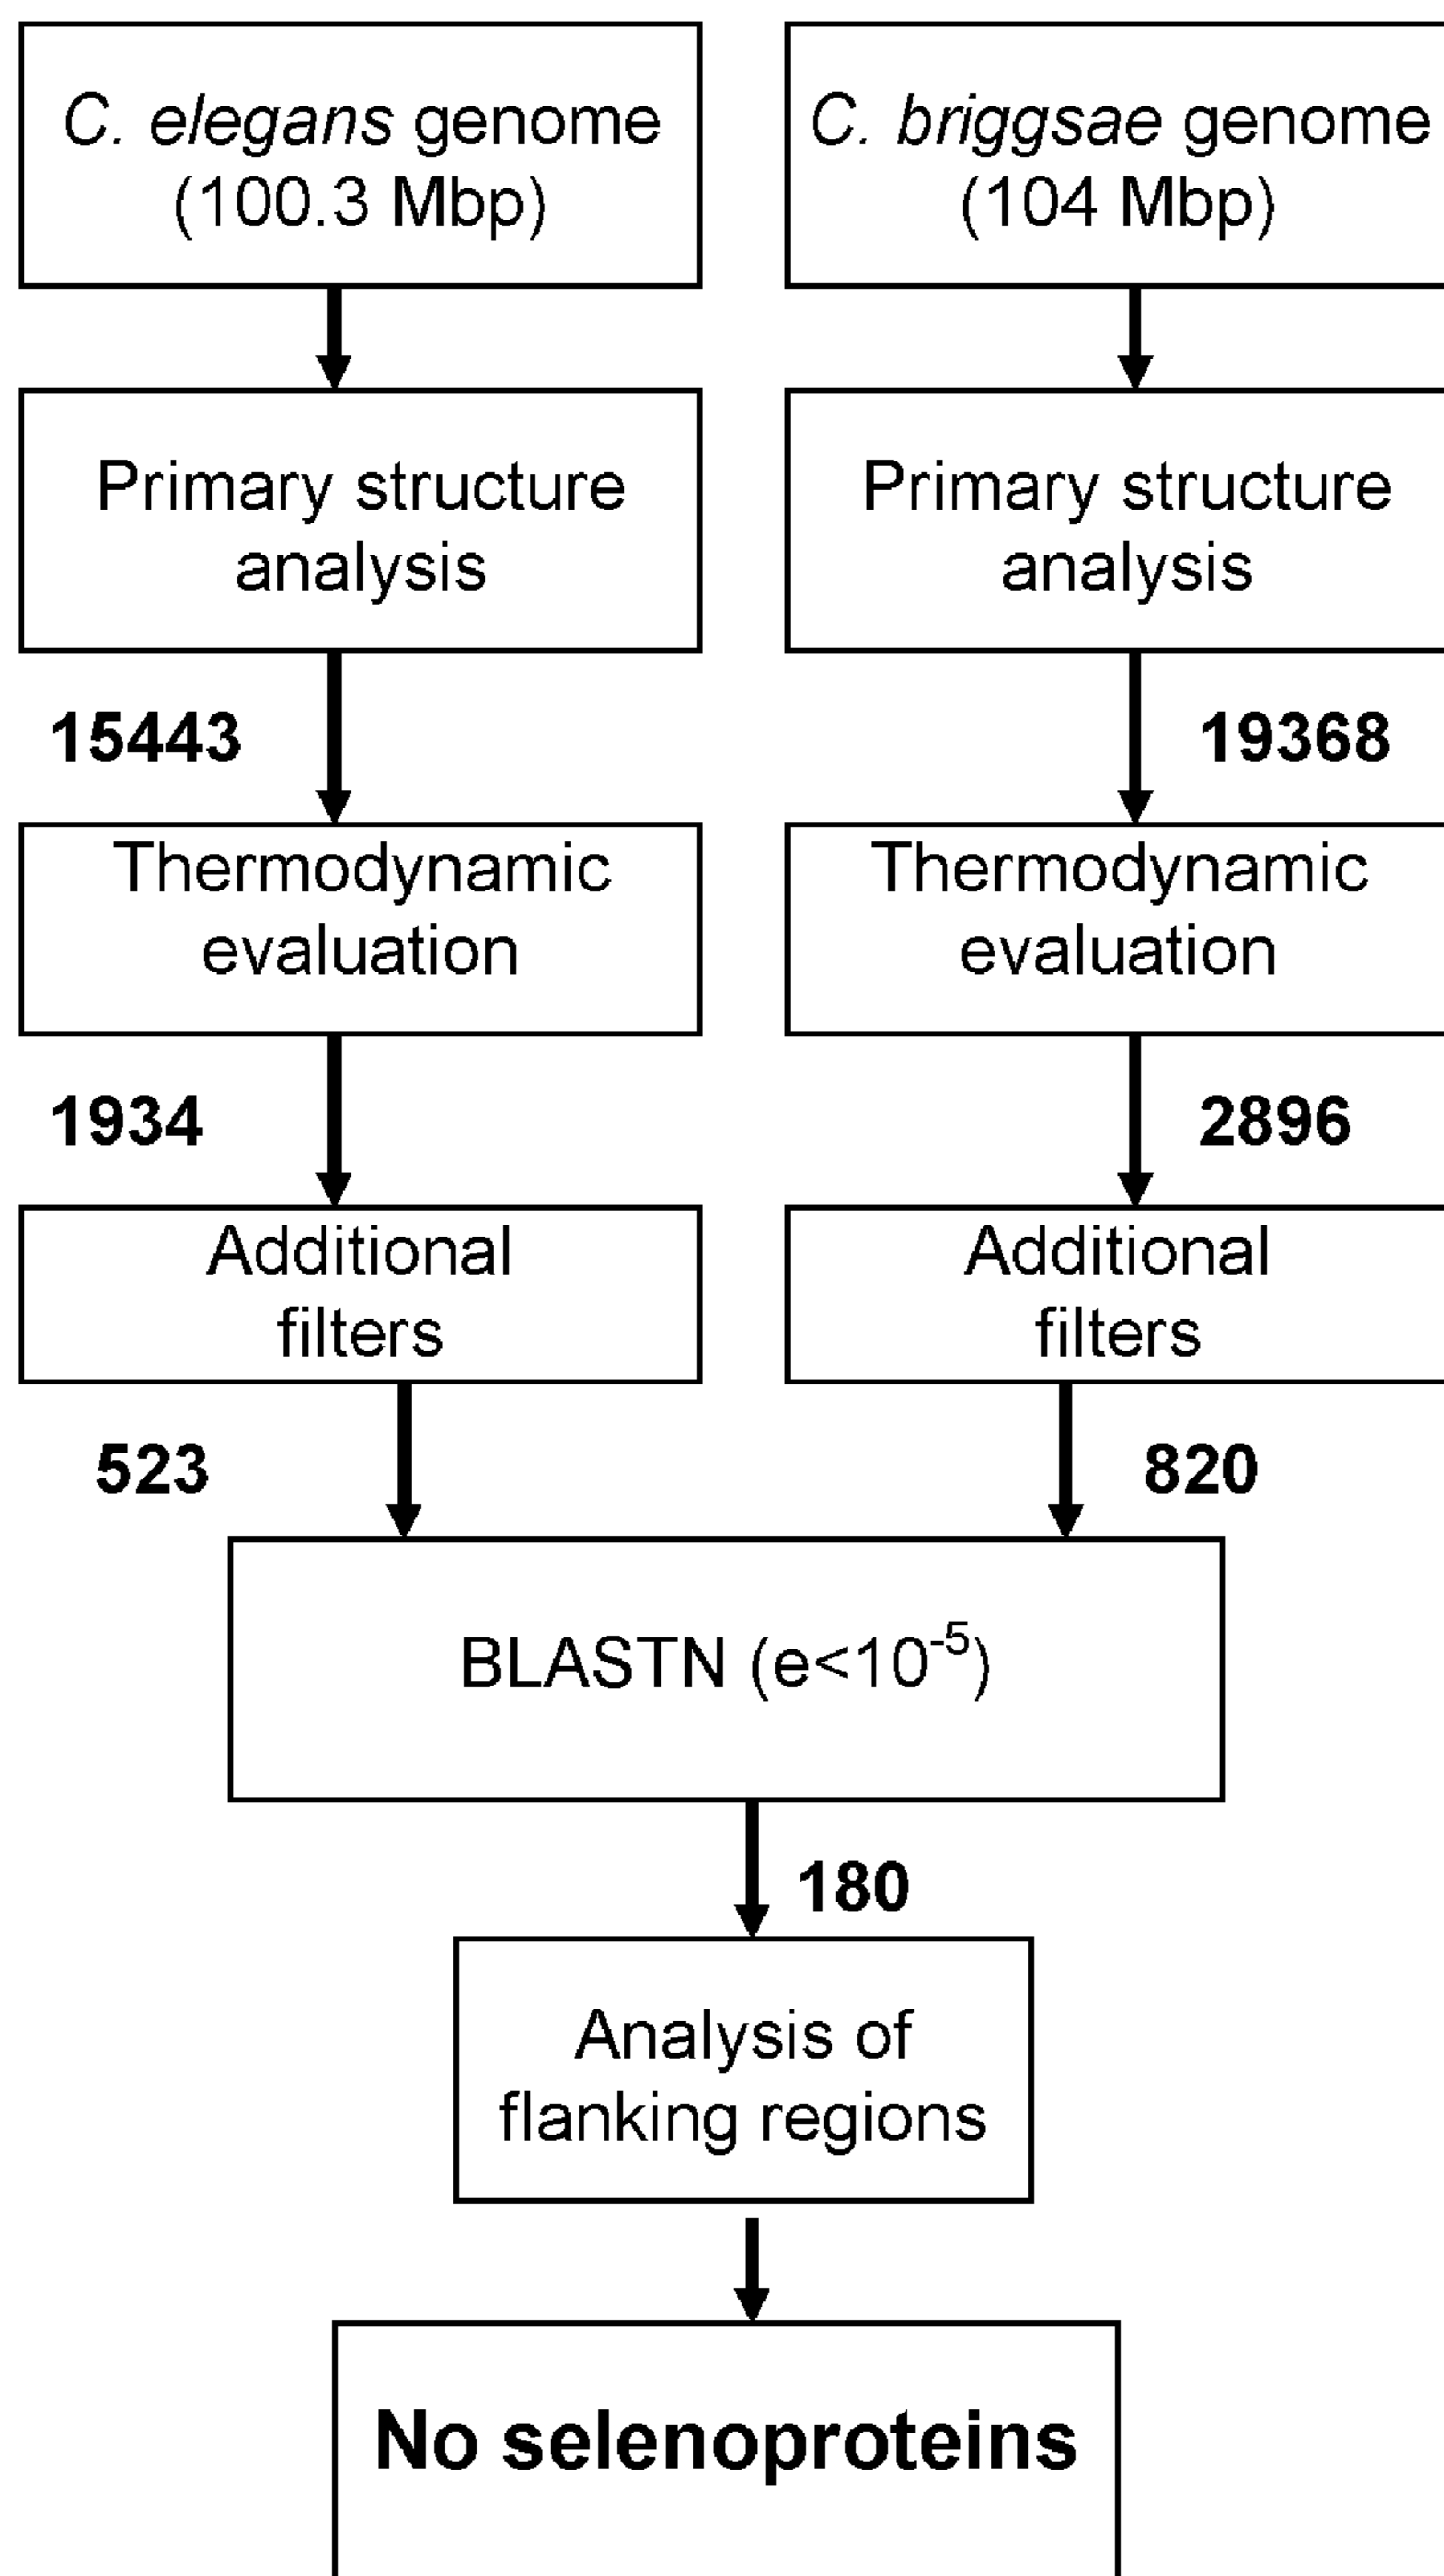 C. elegans genome
(100.3 Mbp)
C. briggsae genome
(104 Mbp)
Primary structure
analysis
Primary structure
analysis
15443
19368
Thermodynamic
evaluation
Thermodynamic
evaluation
1934
2896
Additional
filters
Additional
filters
523
820
BLASTN (e<10⁻⁵)
180
Analysis of
flanking regions
No selenoproteins